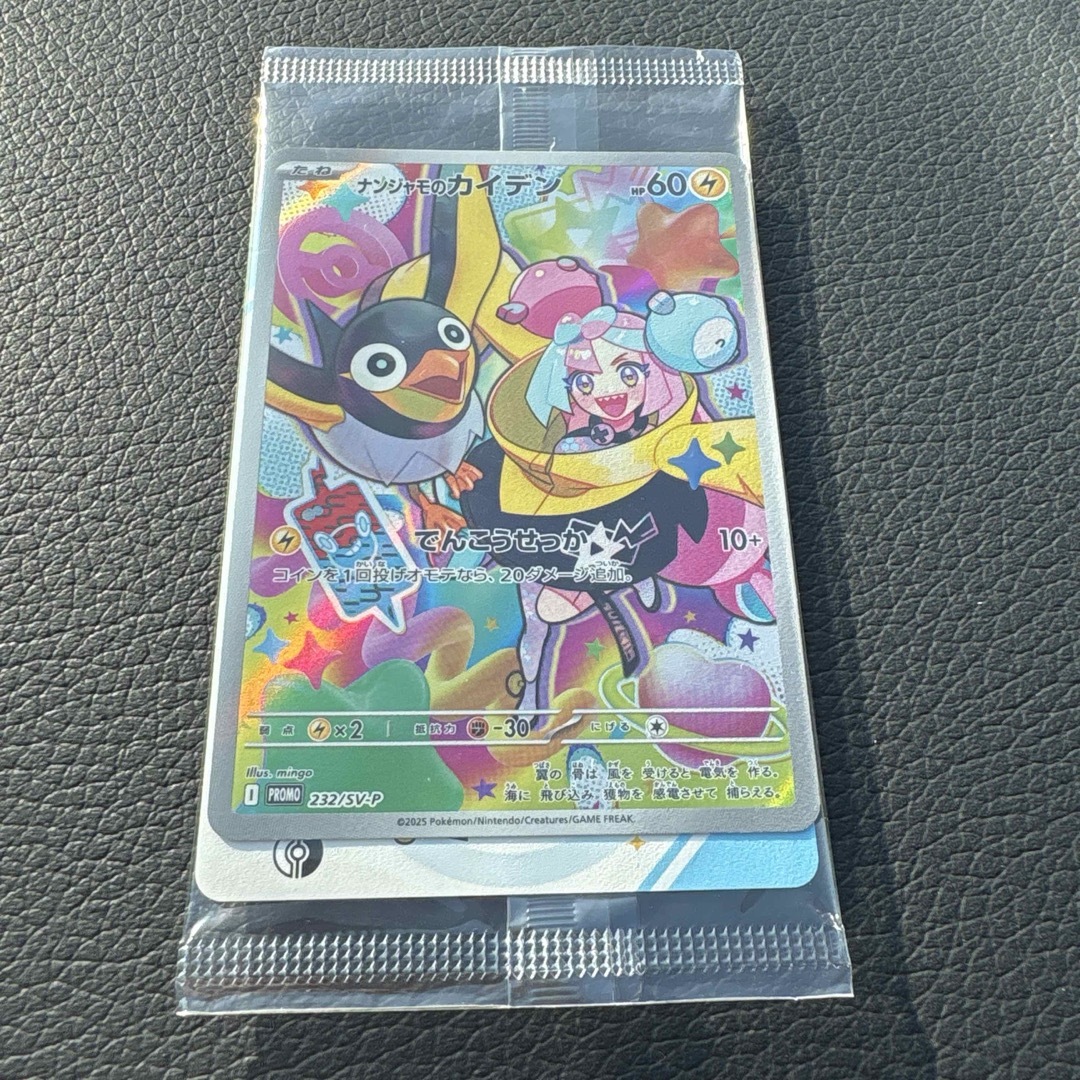 たね
ナンジャモのカイデン
HP60
でんこうせっか 10+
コインを1回投げオモテなら、20ダメージ追加。
弱点 ×2 抵抗力 -30 にげる
Illus. mingo
翼の骨は風を受けると電気を作る。
海に飛び込み獲物を感電させて捕らえる。
I PROMO 232/SV-P
©2025 Pokémon/Nintendo/Creatures/GAME FREAK.